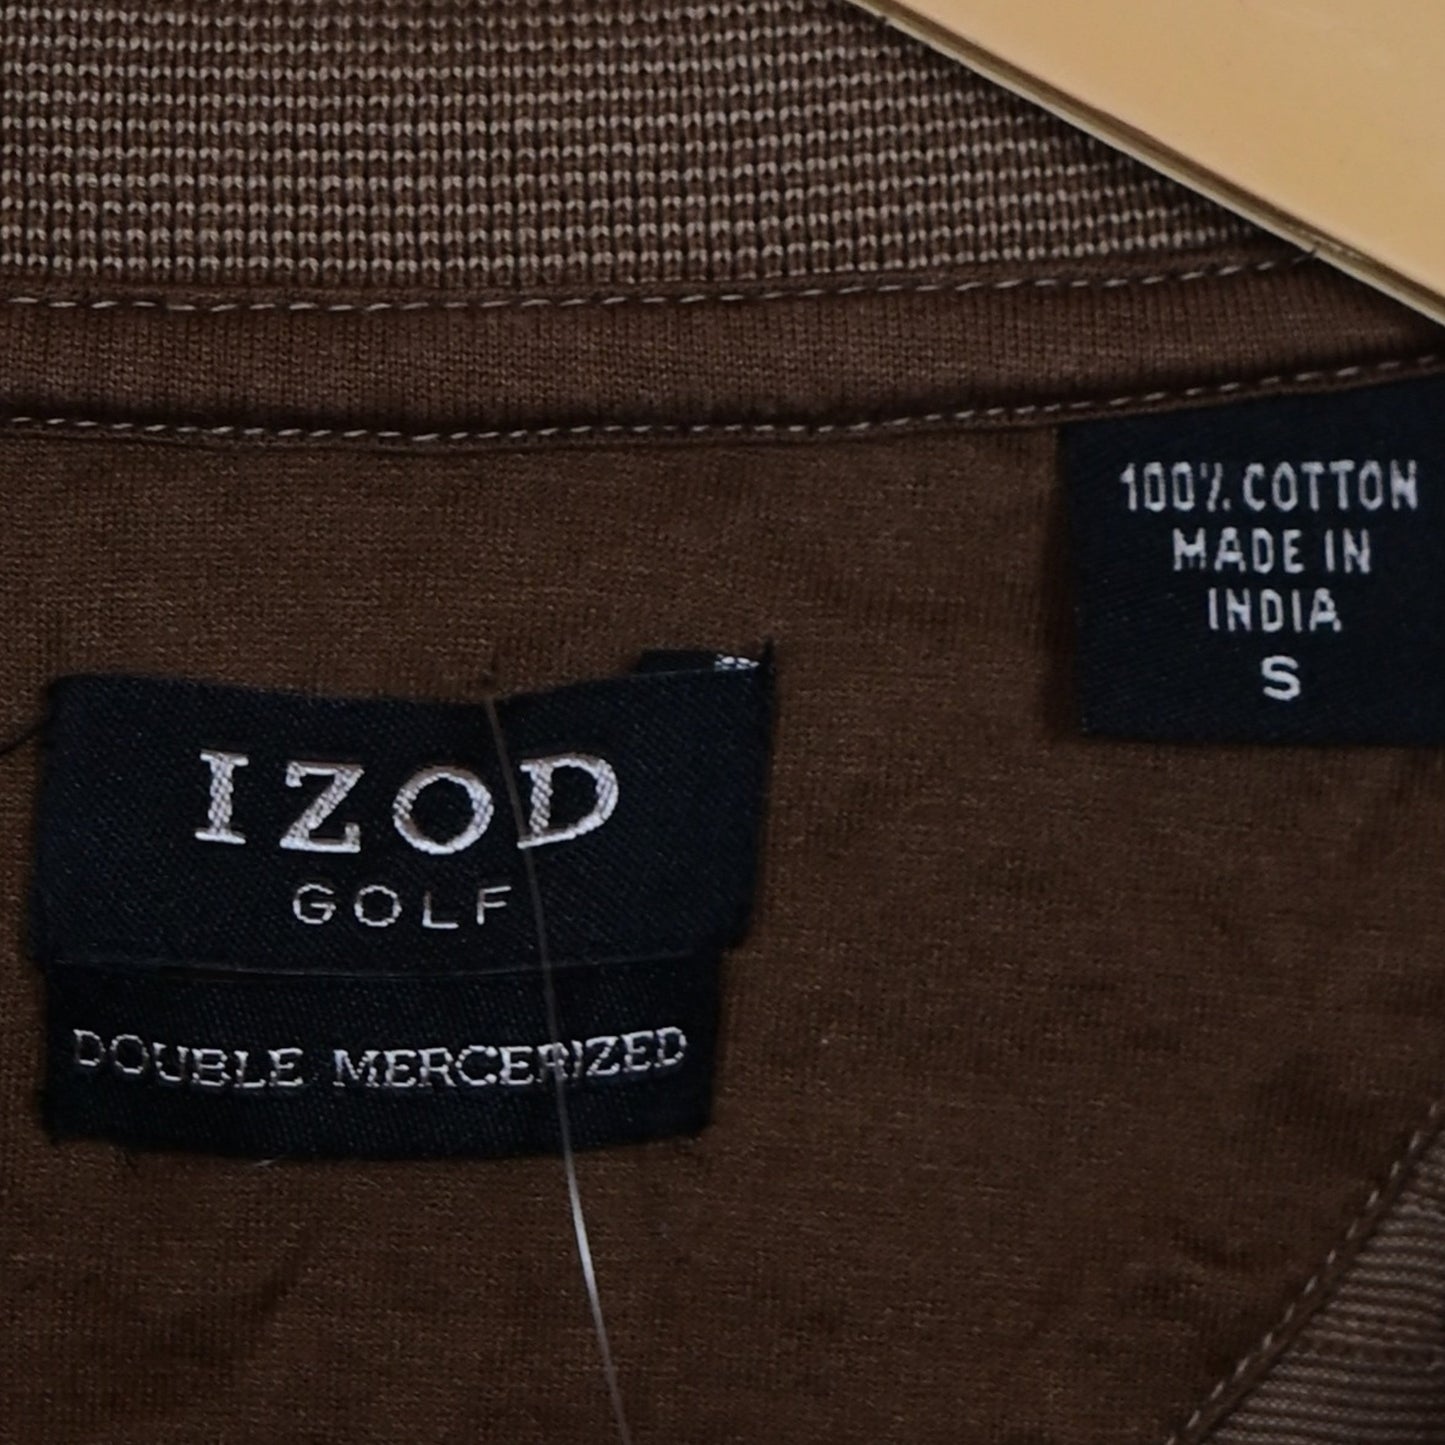 100% COTTON
MADE IN
INDIA
S
IZOD
GOLF
DOUBLE MERCERIZED